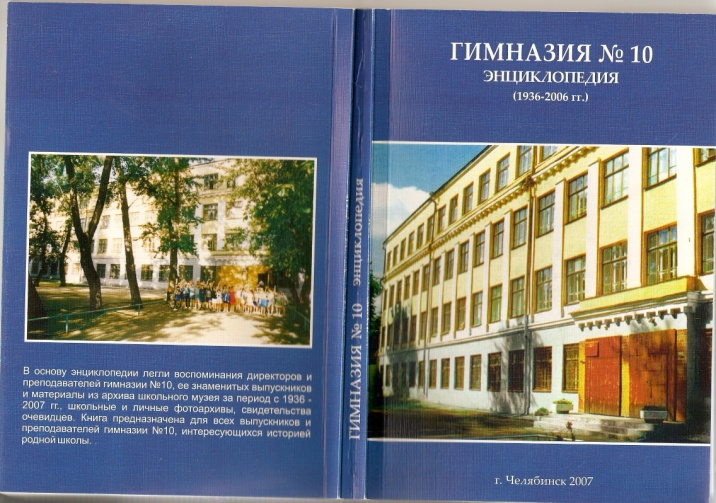 В основу энциклопедии легли воспоминания директоров и
преподавателей гимназии №10, ее знаменитых выпускников
и материалы из архива школьного музея за период с 1936 -
2007 гг., школьные и личные фотоархивы, свидетельства
очевидцев. Книга предназначена для всех выпускников и
преподавателей гимназии №10, интересующихся историей
родной школы.
ГИМНАЗИЯ № 10 ЭНЦИКЛОПЕДИЯ
ГИМНАЗИЯ № 10
ЭНЦИКЛОПЕДИЯ
(1936-2006 гг.)
г. Челябинск 2007